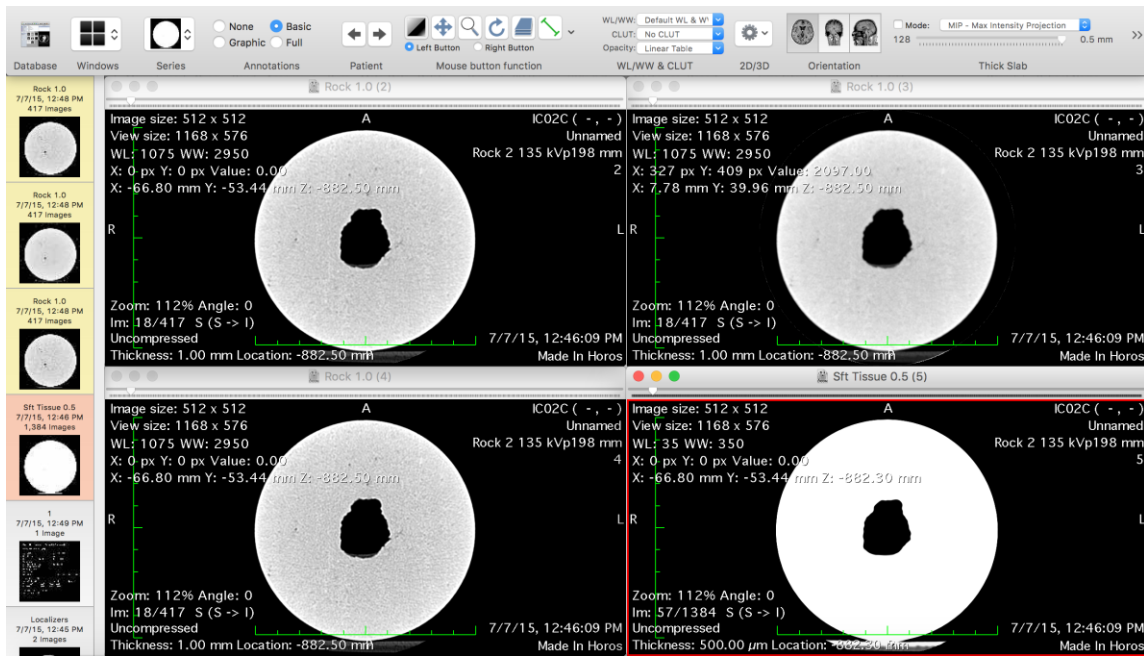 None Basic
Graphic Full
Left Button Right Button
WL/WW: Default WL & W
CLUT: No CLUT
Opacity: Linear Table
Mode: MIP - Max Intensity Projection
128 0.5 mm
Database Windows Series Annotations Patient Mouse button function WL/WW & CLUT 2D/3D Orientation Thick Slab
Rock 1.0
7/7/15, 12:48 PM
417 Images
Rock 1.0
7/7/15, 12:48 PM
417 Images
Rock 1.0
7/7/15, 12:48 PM
417 Images
Sft Tissue 0.5
7/7/15, 12:46 PM
1,384 Images
1
7/7/15, 12:49 PM
1 Image
Localizers
7/7/15, 12:45 PM
2 Images
Rock 1.0 (2)
Image size: 512 x 512
View size: 1168 x 576
WL: 1075 WW: 2950
X: 0 px Y: 0 px Value: 0.00
X: -66.80 mm Y: -53.44 mm Z: -882.50 mm
A
IC02C ( - , - )
Unnamed
Rock 2 135 kVp198 mm
2
R
L
Zoom: 112% Angle: 0
Im: 18/417 S (S -> I)
Uncompressed
Thickness: 1.00 mm Location: -882.50 mm
7/7/15, 12:46:09 PM
Made In Horos
Rock 1.0 (3)
Image size: 512 x 512
View size: 1168 x 576
WL: 1075 WW: 2950
X: 327 px Y: 409 px Value: 2097.00
X: 7.78 mm Y: 39.96 mm Z: -882.50 mm
A
IC02C ( - , - )
Unnamed
Rock 2 135 kVp198 mm
3
R
L
Zoom: 112% Angle: 0
Im: 18/417 S (S -> I)
Uncompressed
Thickness: 1.00 mm Location: -882.50 mm
7/7/15, 12:46:09 PM
Made In Horos
Rock 1.0 (4)
Image size: 512 x 512
View size: 1168 x 576
WL: 1075 WW: 2950
X: 0 px Y: 0 px Value: 0.00
X: -66.80 mm Y: -53.44 mm Z: -882.50 mm
A
IC02C ( - , - )
Unnamed
Rock 2 135 kVp198 mm
4
R
L
Zoom: 112% Angle: 0
Im: 18/417 S (S -> I)
Uncompressed
Thickness: 1.00 mm Location: -882.50 mm
7/7/15, 12:46:09 PM
Made In Horos
Sft Tissue 0.5 (5)
Image size: 512 x 512
View size: 1168 x 576
WL: 35 WW: 350
X: 0 px Y: 0 px Value: 0.00
X: -66.80 mm Y: -53.44 mm Z: -882.30 mm
A
IC02C ( - , - )
Unnamed
Rock 2 135 kVp198 mm
5
R
L
Zoom: 112% Angle: 0
Im: 57/1384 S (S -> I)
Uncompressed
Thickness: 500.00 µm Location: -882.30 mm
7/7/15, 12:46:09 PM
Made In Horos